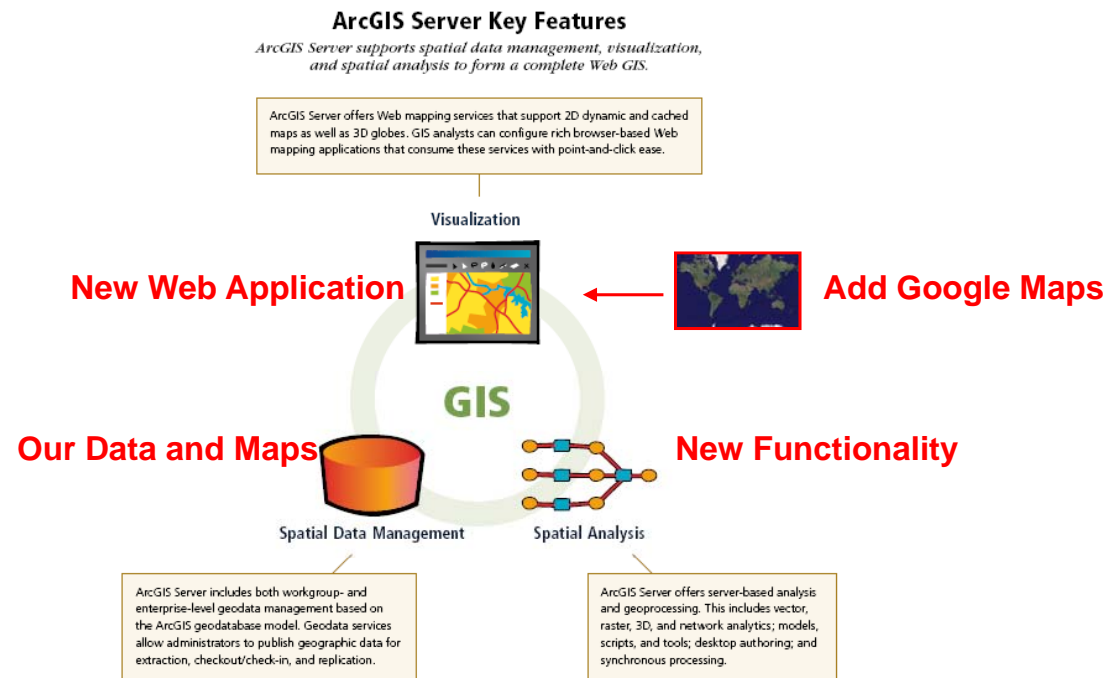 ArcGIS Server Key Features
ArcGIS Server supports spatial data management, visualization,
and spatial analysis to form a complete Web GIS.
ArcGIS Server offers Web mapping services that support 2D dynamic and cached
maps as well as 3D globes. GIS analysts can configure rich browser-based Web
mapping applications that consume these services with point-and-click ease.
Visualization
New Web Application
Add Google Maps
GIS
Our Data and Maps
New Functionality
Spatial Data Management
Spatial Analysis
ArcGIS Server includes both workgroup- and
enterprise-level geodata management based on
the ArcGIS geodatabase model. Geodata services
allow administrators to publish geographic data for
extraction, checkout/check-in, and replication.
ArcGIS Server offers server-based analysis
and geoprocessing. This includes vector,
raster, 3D, and network analytics; models,
scripts, and tools; desktop authoring; and
synchronous processing.